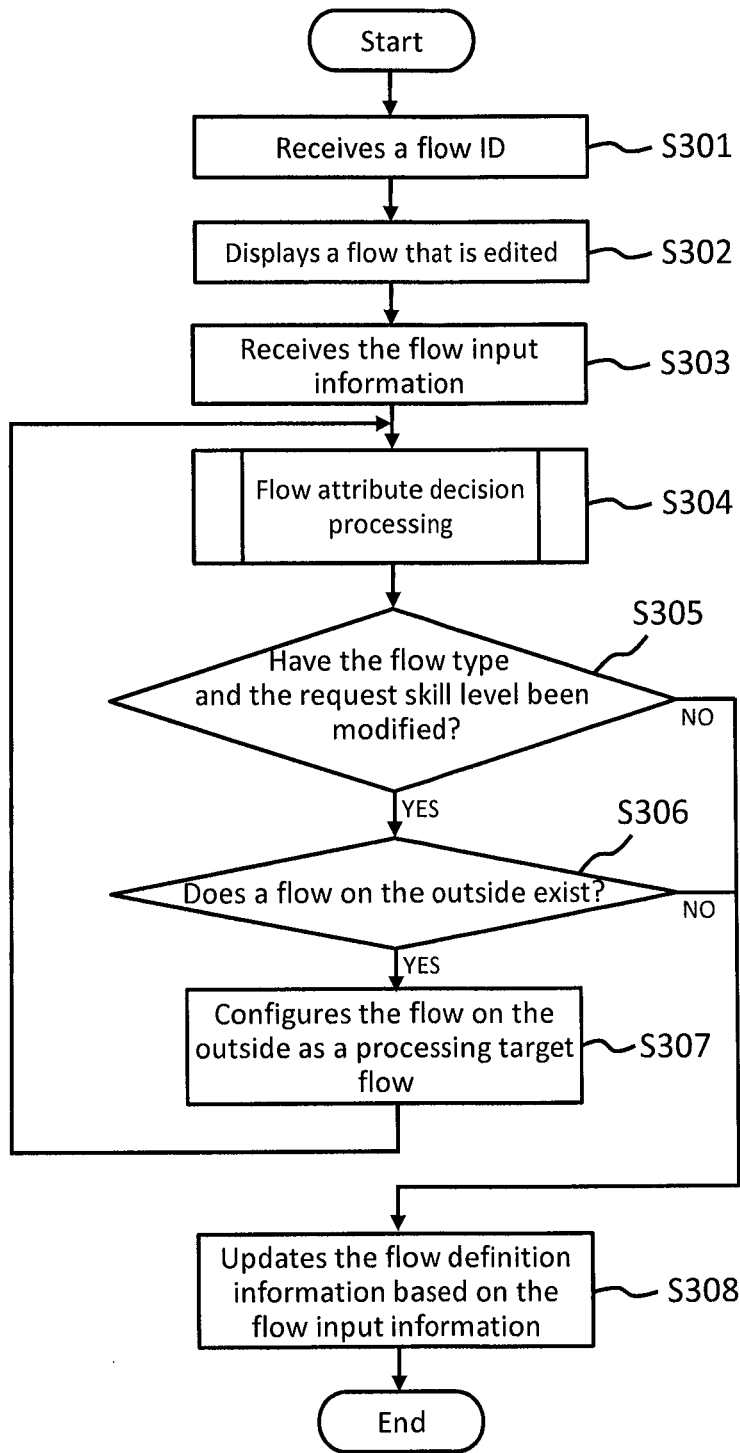 Start
Receives a flow ID
S301
Displays a flow that is edited
S302
Receives the flow input
information
S303
Flow attribute decision
processing
S304
S305
Have the flow type
and the request skill level been
modified?
NO
YES
S306
Does a flow on the outside exist?
NO
YES
Configures the flow on the
outside as a processing target
flow
S307
Updates the flow definition
information based on the
flow input information
S308
End